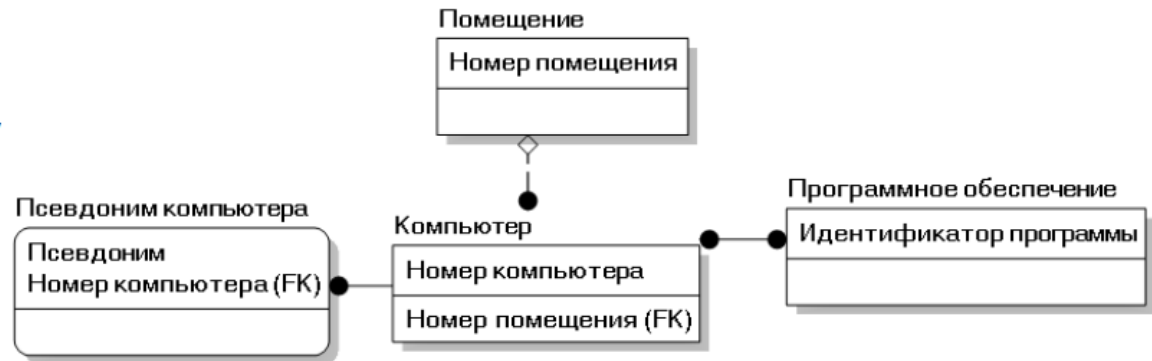 Помещение
Номер помещения
Псевдоним компьютера
Псевдоним
Номер компьютера (FK)
Компьютер
Номер компьютера
Номер помещения (FK)
Программное обеспечение
Идентификатор программы